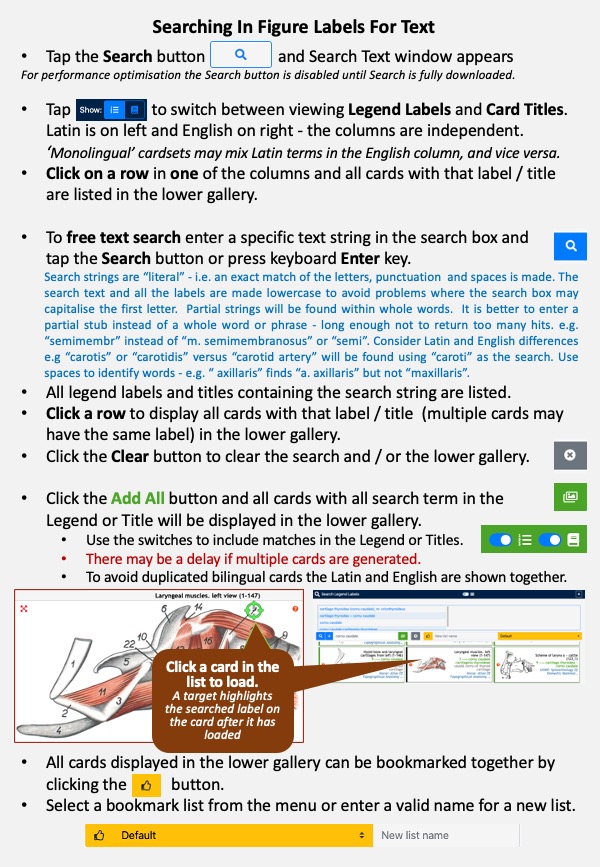 Searching In Figure Labels For Text
• Tap the Search button and Search Text window appears
For performance optimisation the Search button is disabled until Search is fully downloaded.
• Tap Show: to switch between viewing Legend Labels and Card Titles.
Latin is on left and English on right - the columns are independent.
‘Monolingual’ cardsets may mix Latin terms in the English column, and vice versa.
• Click on a row in one of the columns and all cards with that label / title
are listed in the lower gallery.
• To free text search enter a specific text string in the search box and
tap the Search button or press keyboard Enter key.
Search strings are “literal” - i.e. an exact match of the letters, punctuation and spaces is made. The
search text and all the labels are made lowercase to avoid problems where the search box may
capitalise the first letter. Partial strings will be found within whole words. It is better to enter a
partial stub instead of a whole word or phrase - long enough not to return too many hits. e.g.
“semimembr” instead of “m. semimembranosus” or “semi”. Consider Latin and English differences
e.g “carotis” or “carotidis” versus “carotid artery” will be found using “caroti” as the search. Use
spaces to identify words - e.g. “ axillaris” finds “a. axillaris” but not “maxillaris”.
• All legend labels and titles containing the search string are listed.
• Click a row to display all cards with that label / title (multiple cards may
have the same label) in the lower gallery.
• Click the Clear button to clear the search and / or the lower gallery.
• Click the Add All button and all cards with all search term in the
Legend or Title will be displayed in the lower gallery.
• Use the switches to include matches in the Legend or Titles.
• There may be a delay if multiple cards are generated.
• To avoid duplicated bilingual cards the Latin and English are shown together.
Laryngeal muscles. left view (1-147)
6
14
7
22
10
5
11
13
4
2
Search Legend Labels
cornu caudale
New list name
Default
Click a card in the
list to load.
A target highlights
the searched label on
the card after it has
loaded
• All cards displayed in the lower gallery can be bookmarked together by
clicking the button.
• Select a bookmark list from the menu or enter a valid name for a new list.
Default
New list name